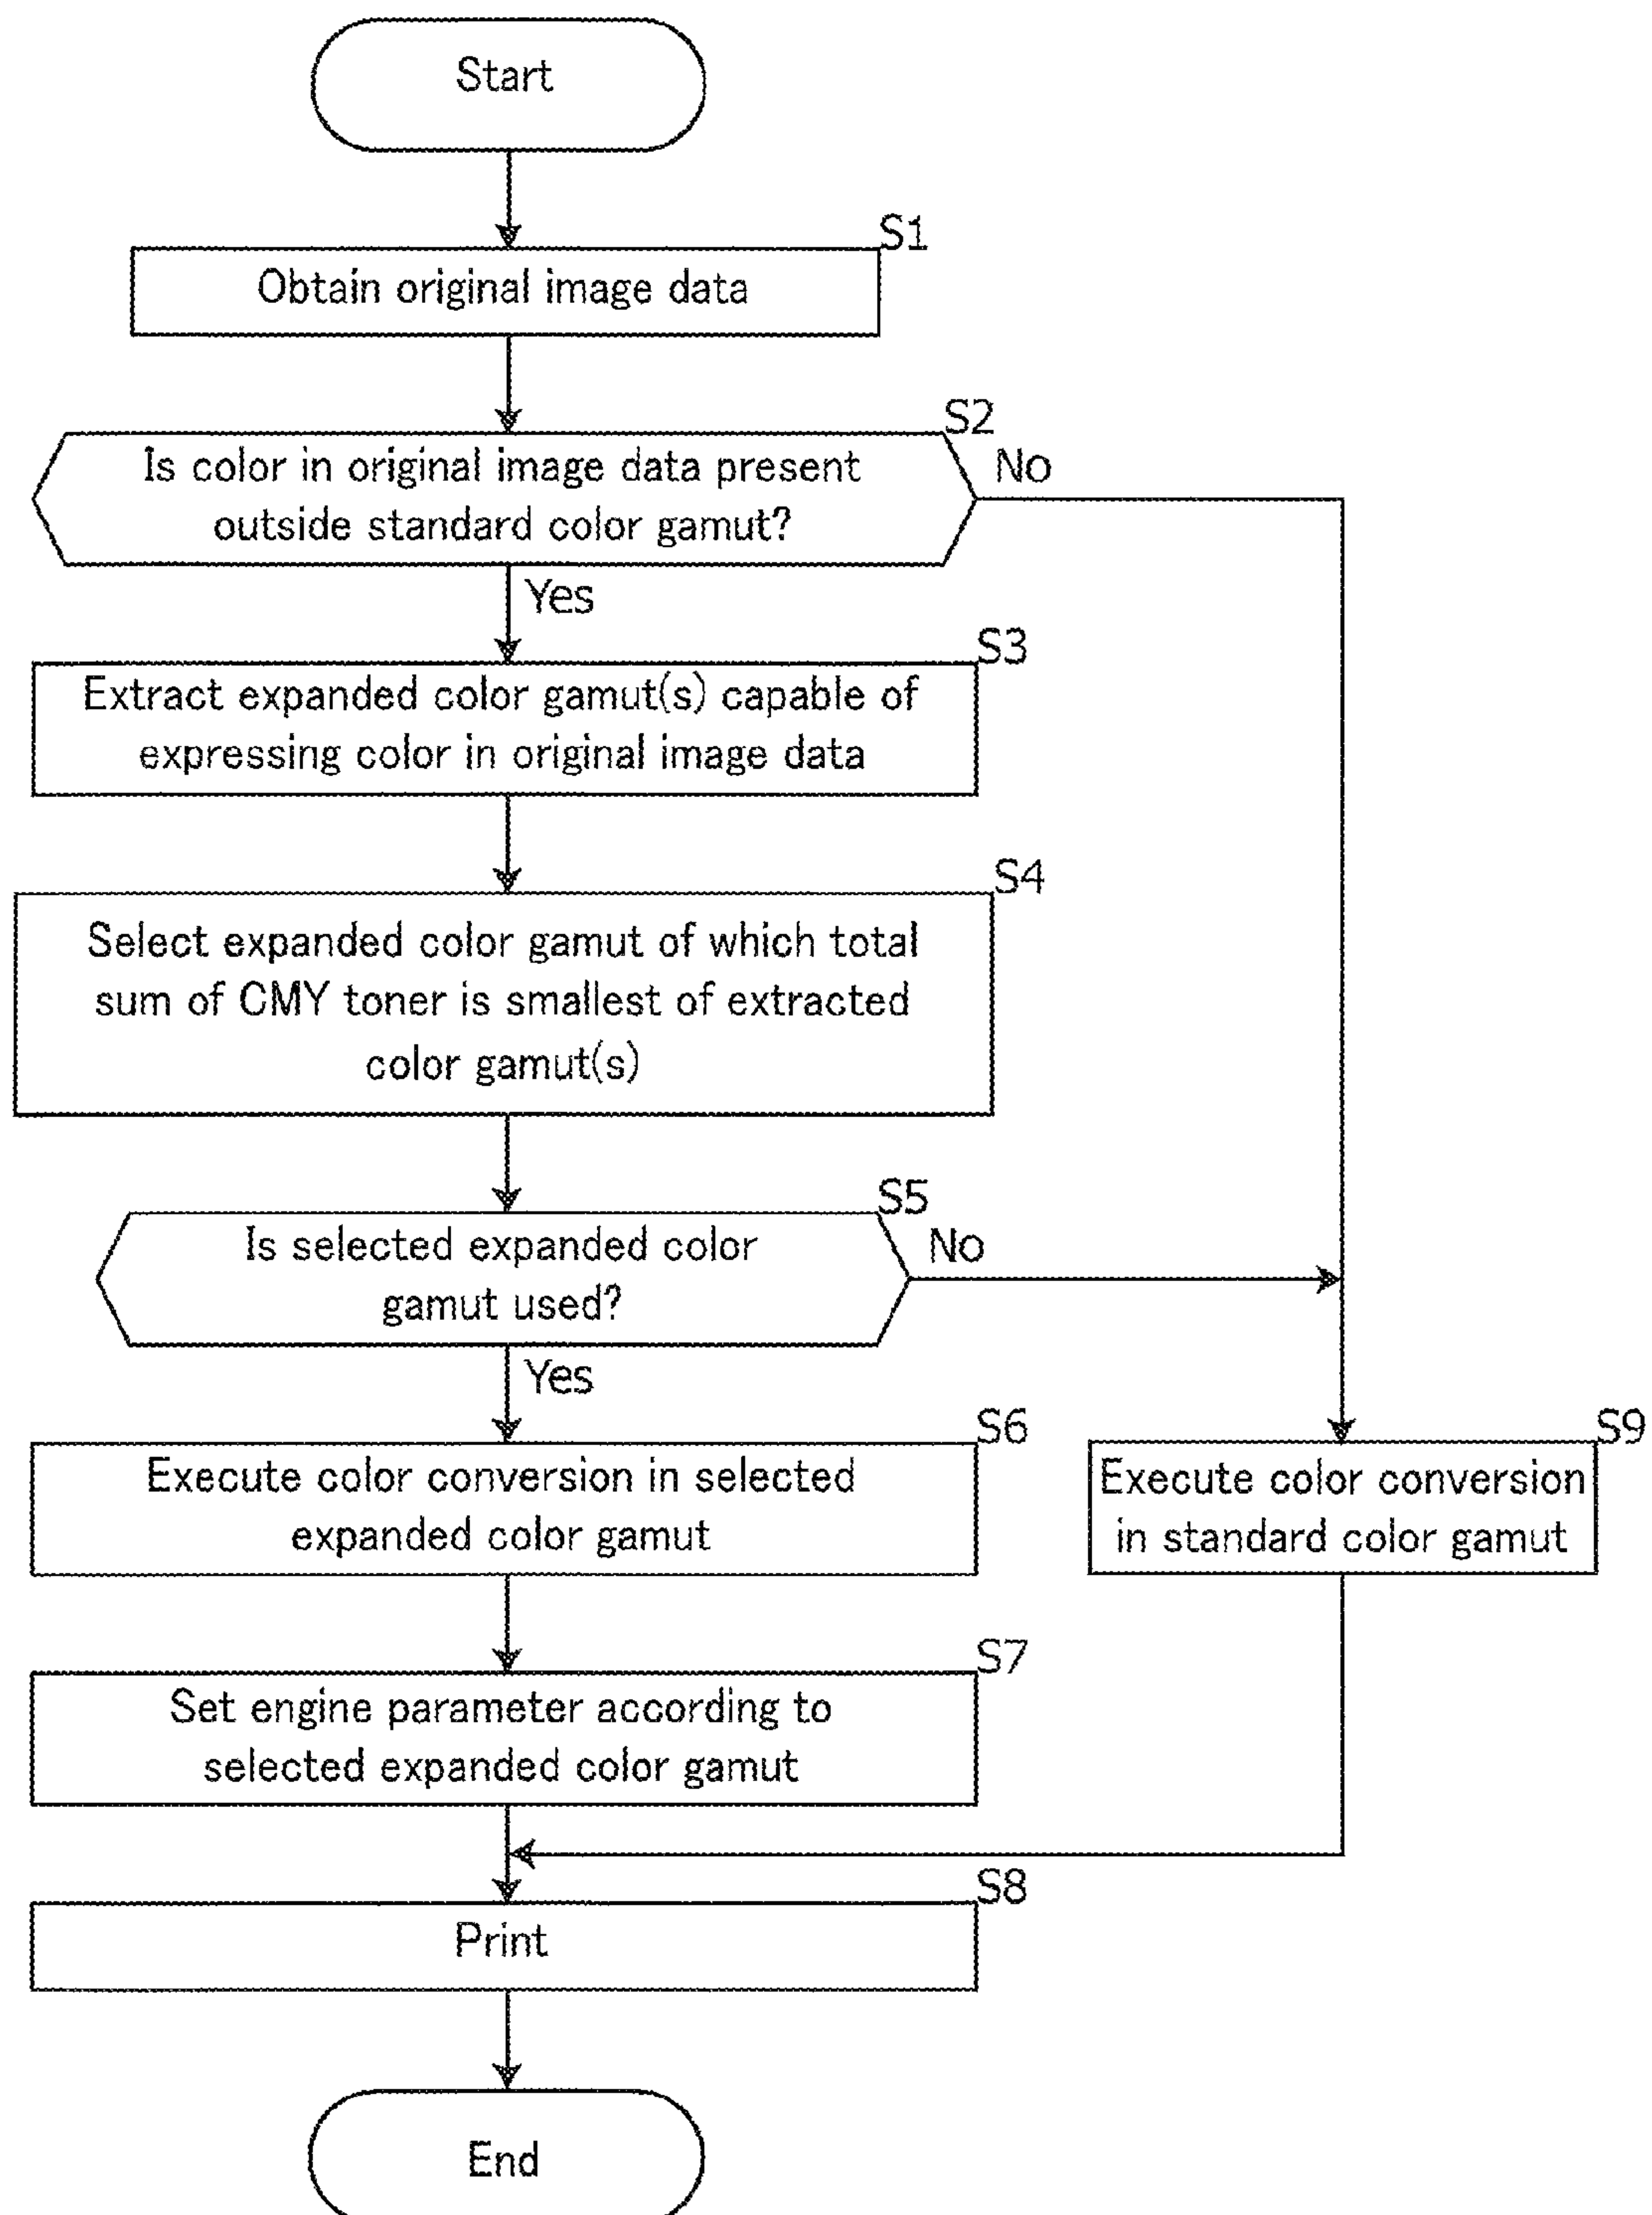 Start
S1
Obtain original image data
S2
Is color in original image data present
outside standard color gamut?
No
Yes
S3
Extract expanded color gamut(s) capable of
expressing color in original image data
S4
Select expanded color gamut of which total
sum of CMY toner is smallest of extracted
color gamut(s)
S5
Is selected expanded color
gamut used?
No
Yes
S6
Execute color conversion in selected
expanded color gamut
S9
Execute color conversion
in standard color gamut
S7
Set engine parameter according to
selected expanded color gamut
S8
Print
End